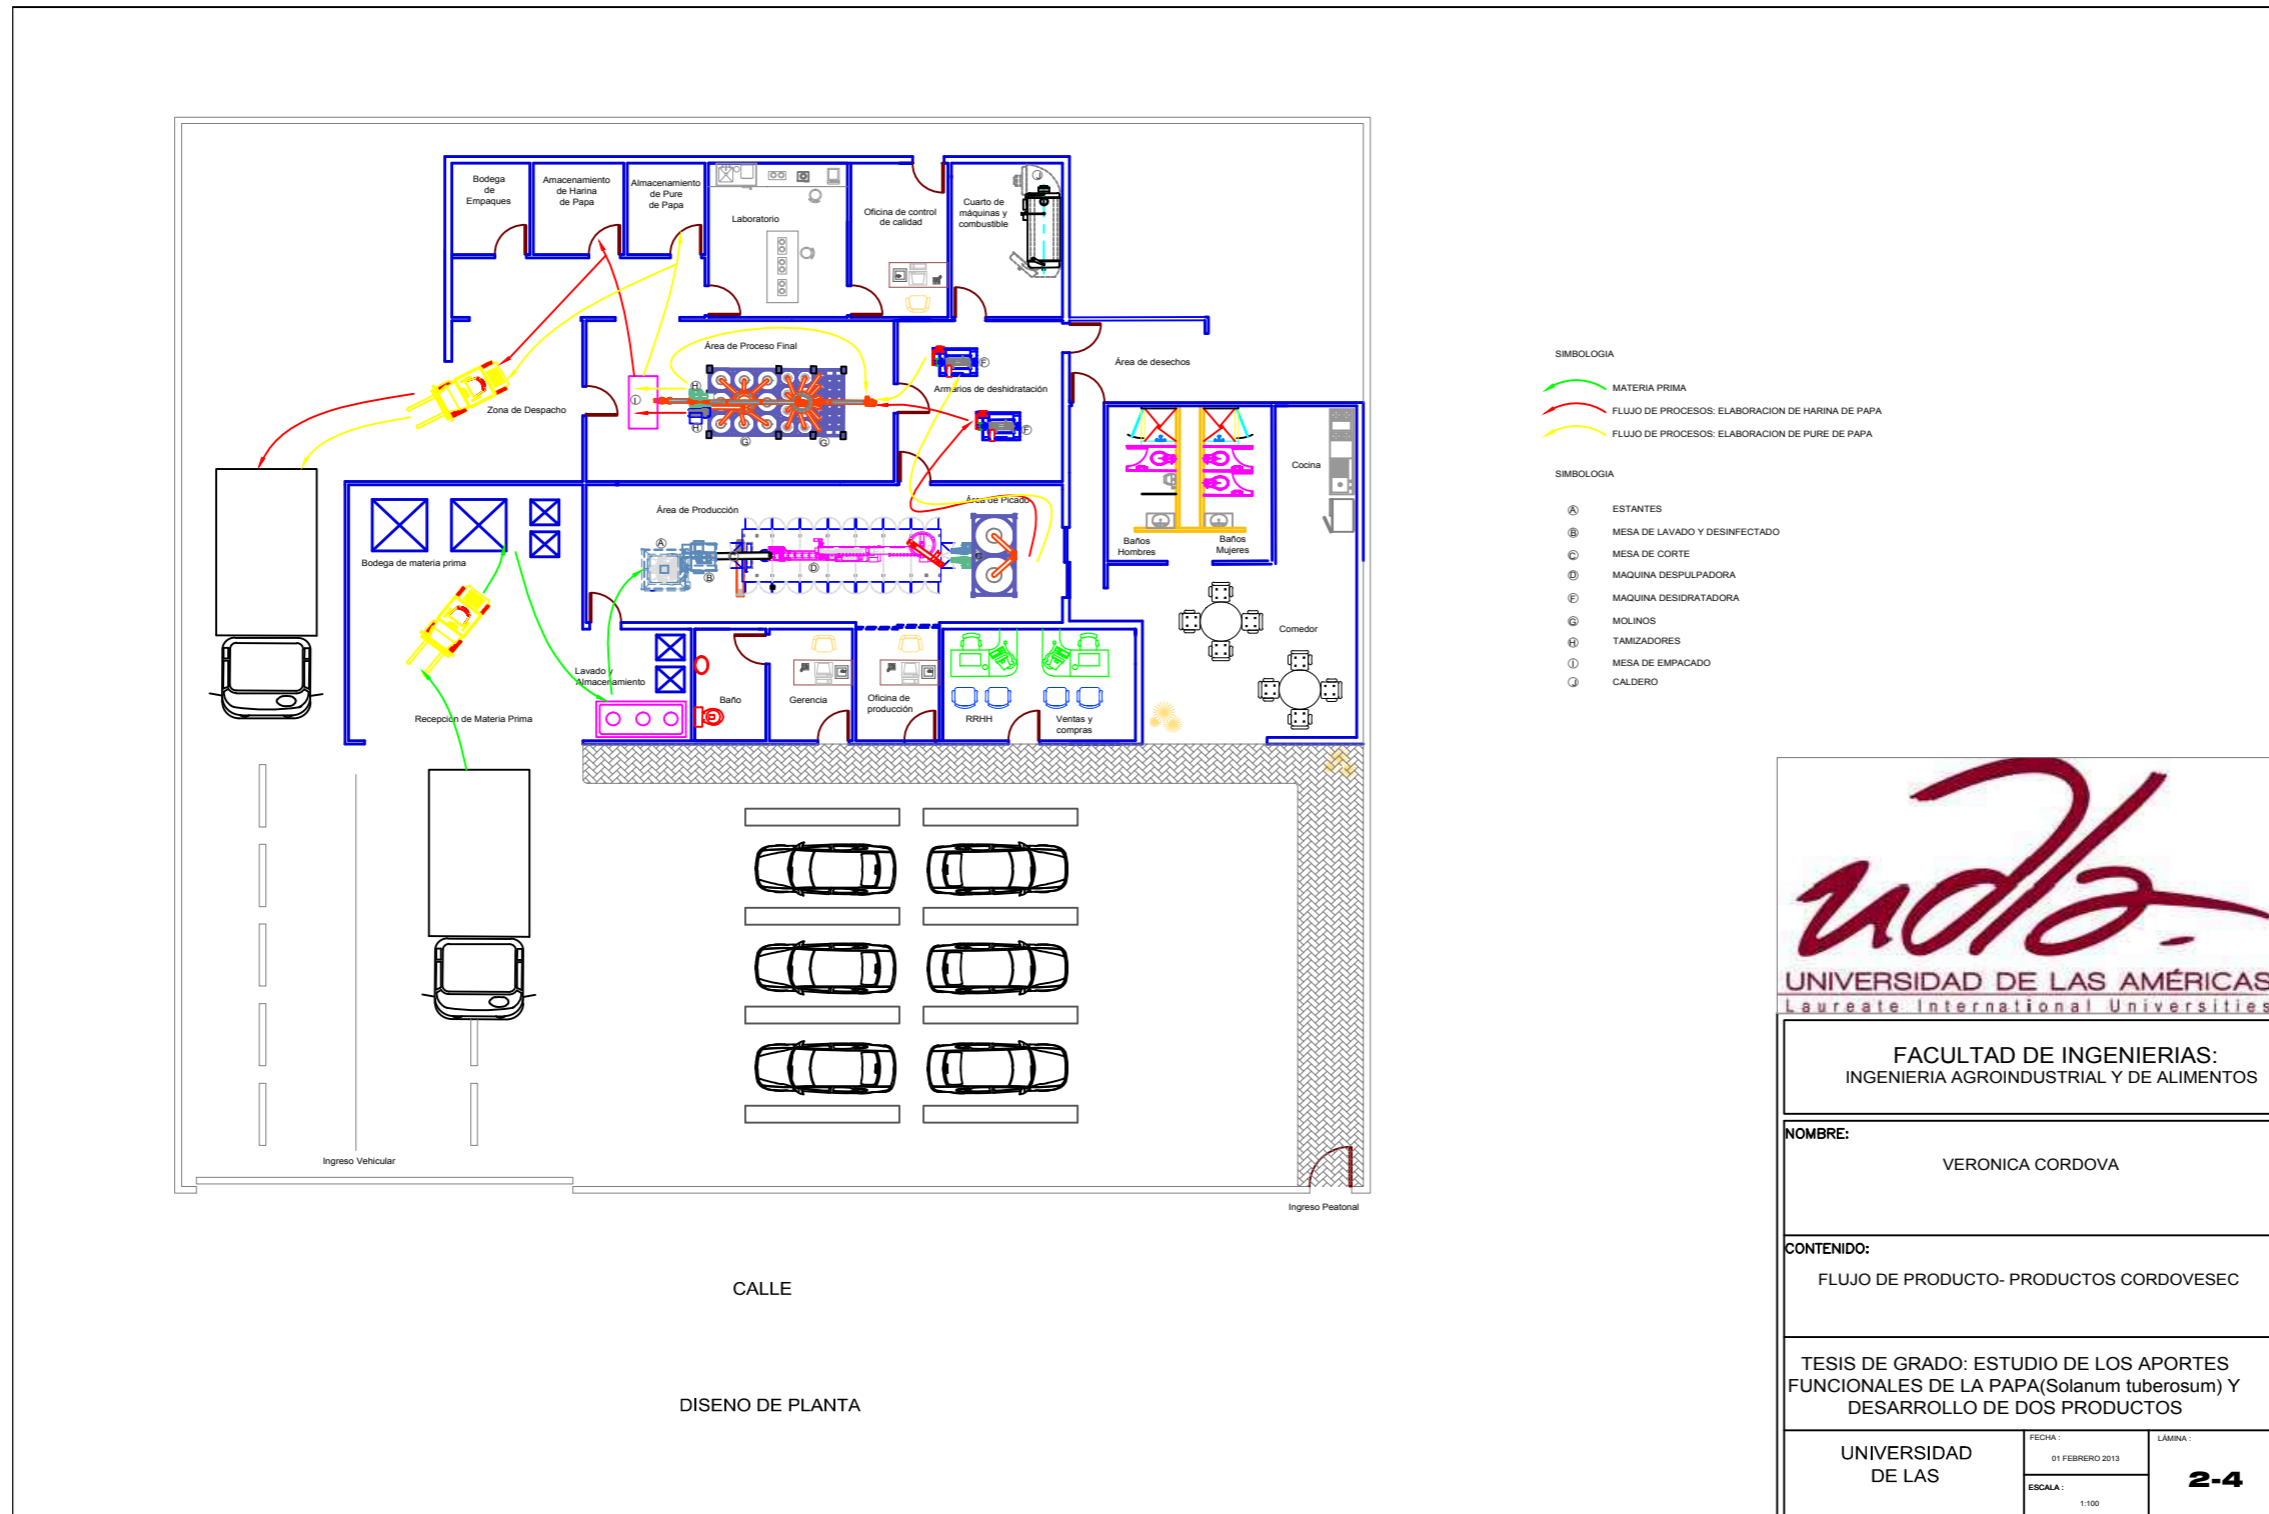 Bodega
de
Empaques
Amacenamiento
de Harina
de Papa
Almacenamiento
de Pure
de Papa
Laboratorio
Oficina de control
de calidad
Cuarto de
máquinas y
combustible
J
Área de Proceso Final
Área de desechos
Armarios de deshidratación
F
F
H
I
H
G
G
Zona de Despacho
Cocina
Área de Producción
Área de Picado
A
B
D
C
Baños
Hombres
Baños
Mujeres
Bodega de materia prima
Comedor
Lavado y
Almacenamiento
Baño
Gerencia
Oficina de
producción
RRHH
Ventas y
compras
Recepción de Materia Prima
Ingreso Vehicular
Ingreso Peatonal
CALLE
DISENO DE PLANTA
SIMBOLOGIA
MATERIA PRIMA
FLUJO DE PROCESOS: ELABORACION DE HARINA DE PAPA
FLUJO DE PROCESOS: ELABORACION DE PURE DE PAPA
SIMBOLOGIA
A ESTANTES
B MESA DE LAVADO Y DESINFECTADO
C MESA DE CORTE
D MAQUINA DESPULPADORA
F MAQUINA DESIDRATADORA
G MOLINOS
H TAMIZADORES
I MESA DE EMPACADO
J CALDERO
udla
UNIVERSIDAD DE LAS AMÉRICAS
Laureate International Universities
FACULTAD DE INGENIERIAS:
INGENIERIA AGROINDUSTRIAL Y DE ALIMENTOS
NOMBRE:
VERONICA CORDOVA
CONTENIDO:
FLUJO DE PRODUCTO- PRODUCTOS CORDOVESEC
TESIS DE GRADO: ESTUDIO DE LOS APORTES
FUNCIONALES DE LA PAPA(Solanum tuberosum) Y
DESARROLLO DE DOS PRODUCTOS
UNIVERSIDAD
DE LAS
FECHA :
01 FEBRERO 2013
ESCALA :
1:100
LÁMINA :
2-4